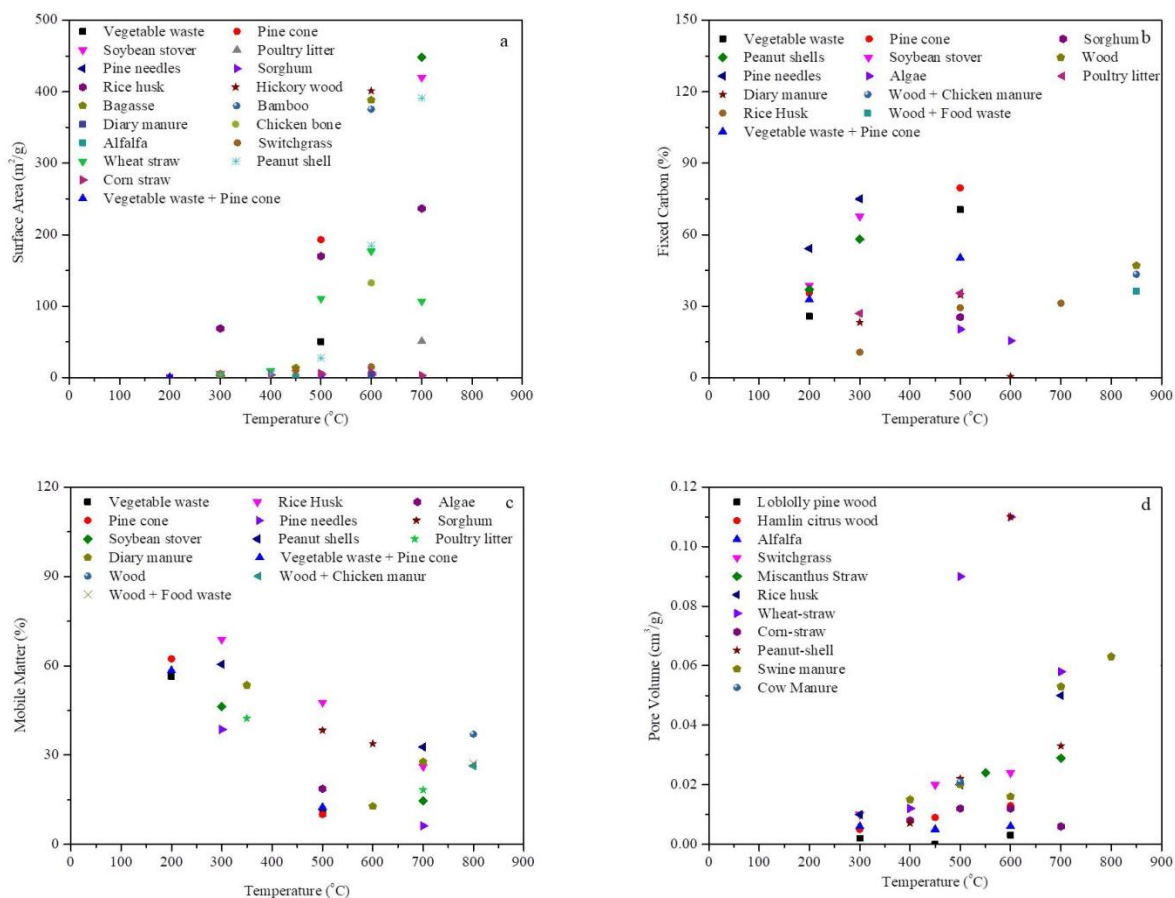 a
Vegetable waste Pine cone
Soybean stover Poultry litter
Pine needles Sorghum
Rice husk Hickory wood
Bagasse Bamboo
Diary manure Chicken bone
Alfalfa Switchgrass
Wheat straw Peanut shell
Corn straw
Vegetable waste + Pine cone
Surface Area (m²/g)
500
400
300
200
100
0
0 100 200 300 400 500 600 700 800 900
Temperature (°C)
b
Vegetable waste Pine cone Sorghum
Peanut shells Soybean stover Wood
Pine needles Algae Poultry litter
Diary manure Wood + Chicken manure
Rice Husk Wood + Food waste
Vegetable waste + Pine cone
Fixed Carbon (%)
150
120
90
60
30
0
0 100 200 300 400 500 600 700 800 900
Temperature (°C)
c
Vegetable waste Rice Husk Algae
Pine cone Pine needles Sorghum
Soybean stover Peanut shells Poultry litter
Diary manure Vegetable waste + Pine cone
Wood Wood + Chicken manur
Wood + Food waste
Mobile Matter (%)
120
90
60
30
0
0 100 200 300 400 500 600 700 800 900
Temperature (°C)
d
Loblolly pine wood
Hamlin citrus wood
Alfalfa
Switchgrass
Miscanthus Straw
Rice husk
Wheat-straw
Corn-straw
Peanut-shell
Swine manure
Cow Manure
Pore Volume (cm³/g)
0.12
0.10
0.08
0.06
0.04
0.02
0.00
0 100 200 300 400 500 600 700 800 900
Temperature (°C)